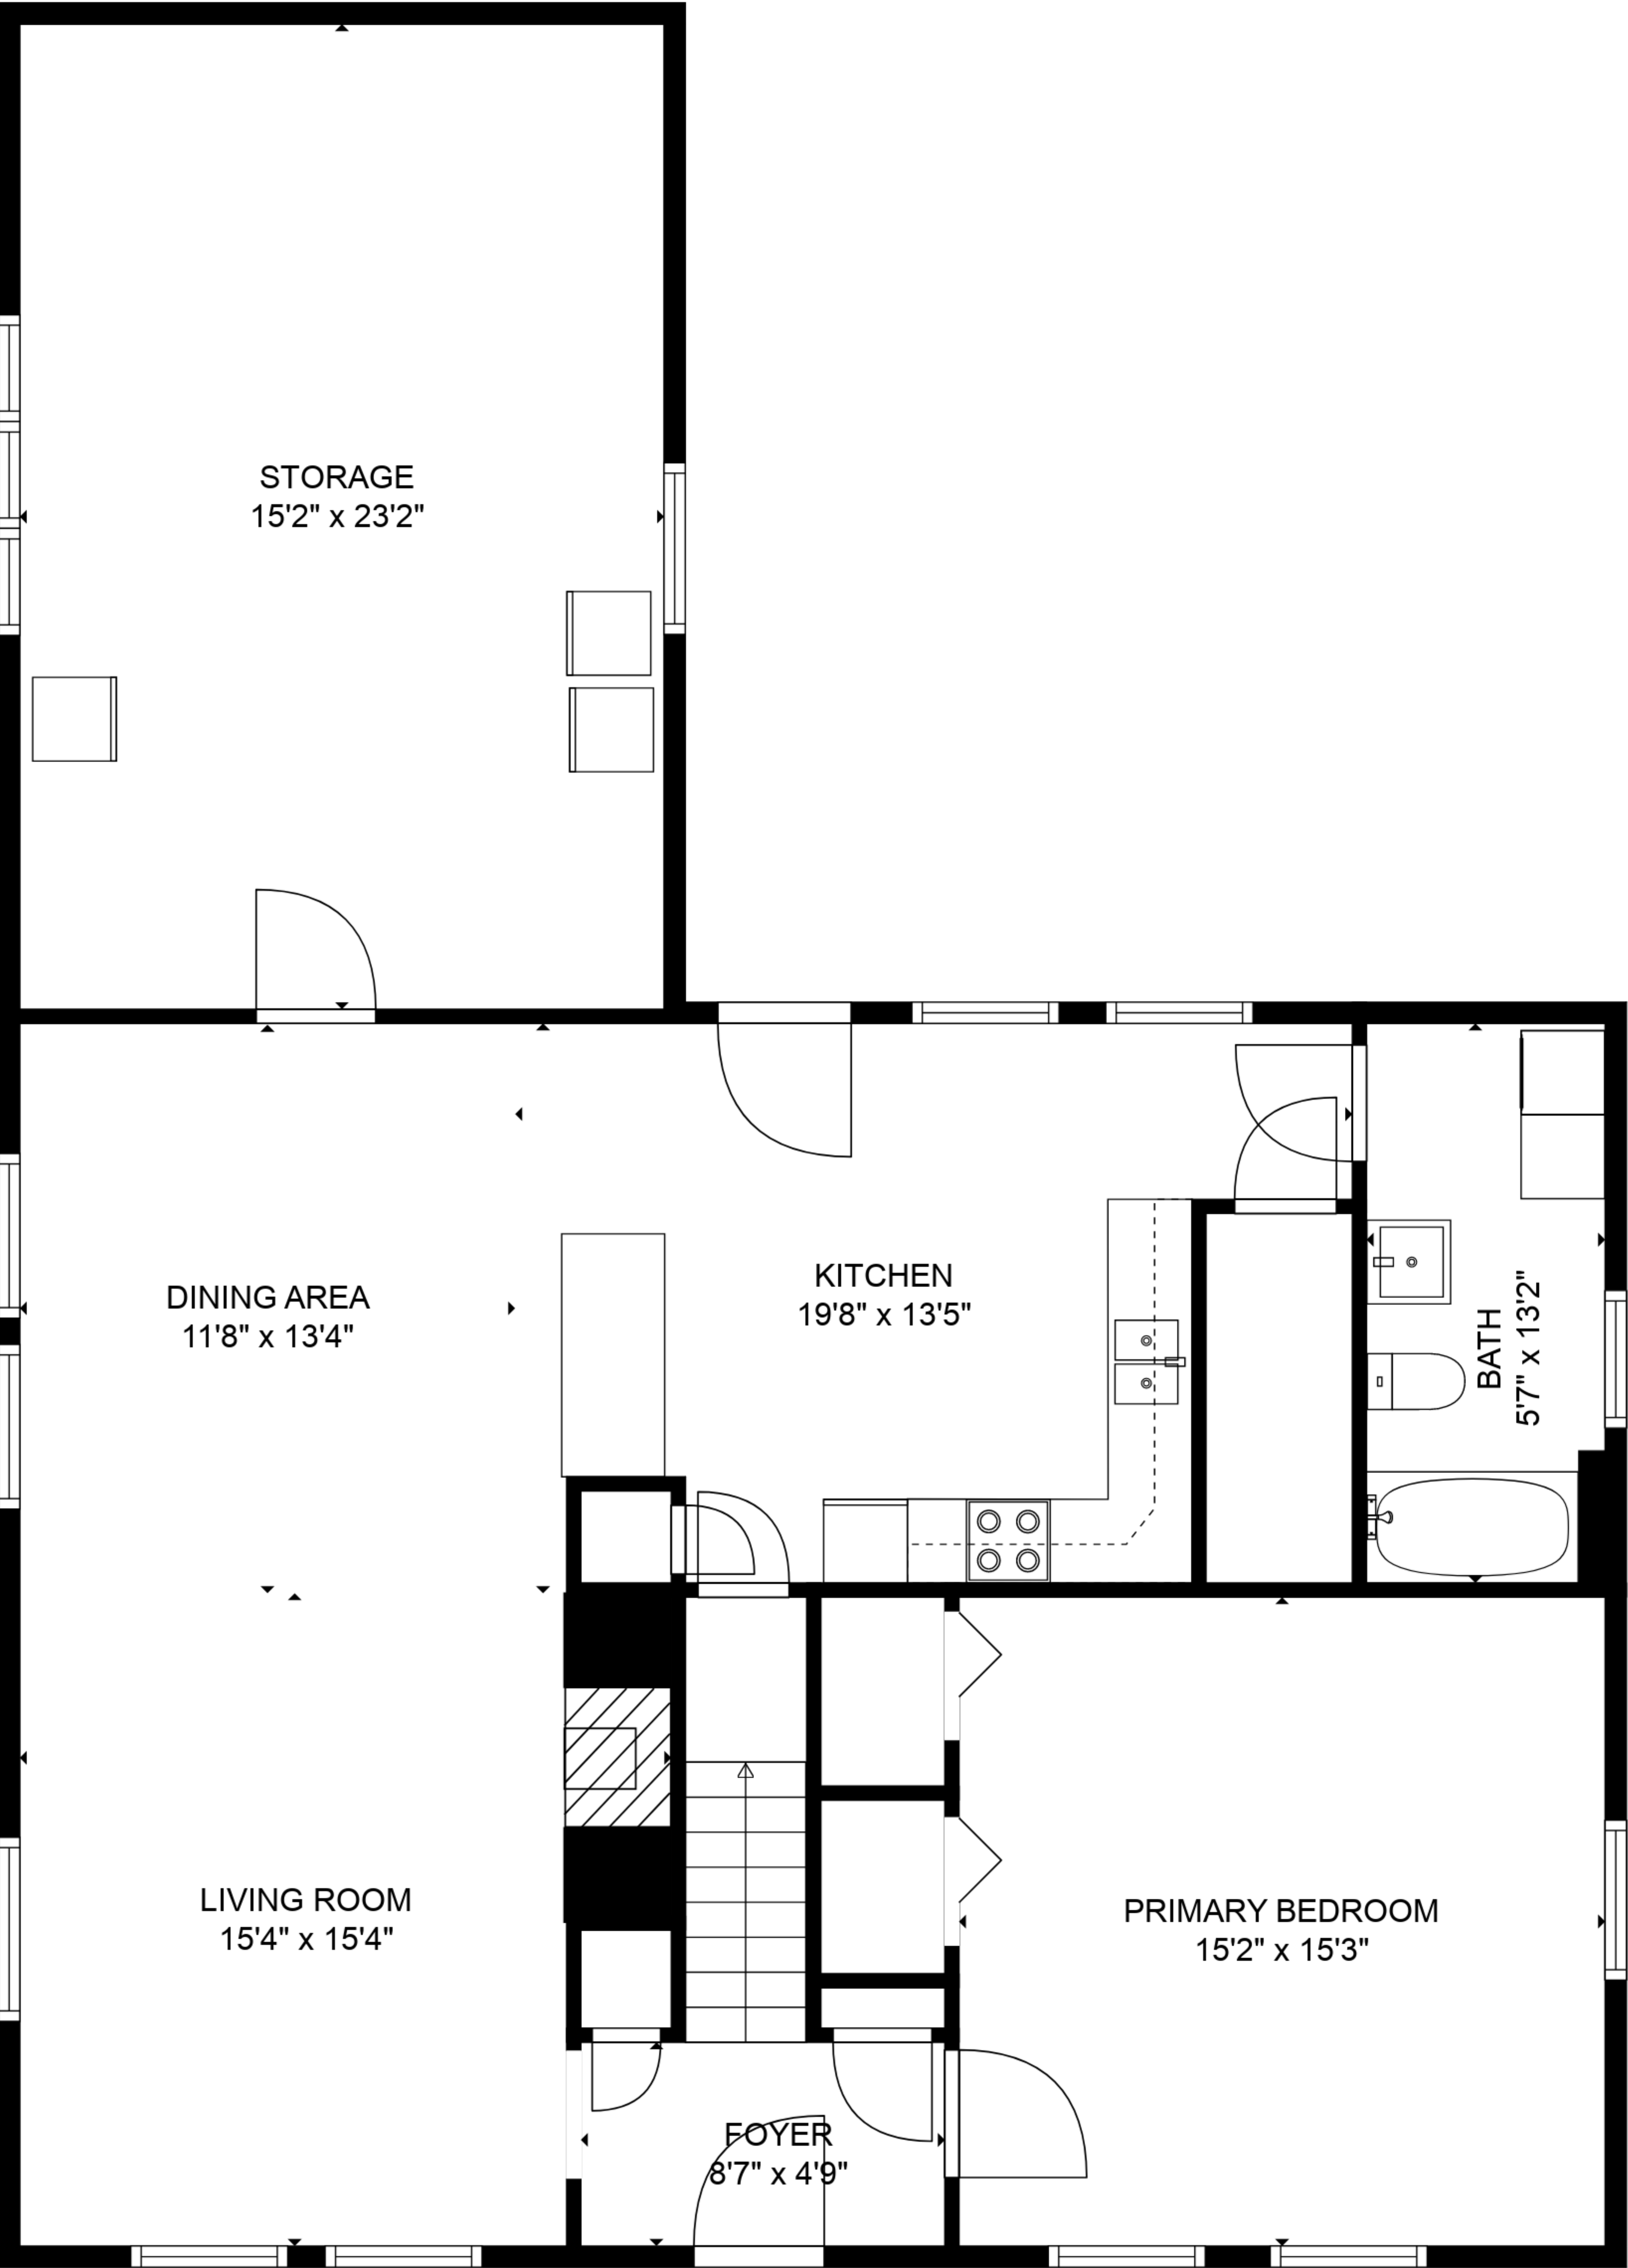 STORAGE
15'2" x 23'2"
DINING AREA
11'8" x 13'4"
KITCHEN
19'8" x 13'5"
BATH
5'7" x 13'2"
LIVING ROOM
15'4" x 15'4"
PRIMARY BEDROOM
15'2" x 15'3"
FOYER
8'7" x 4'9"